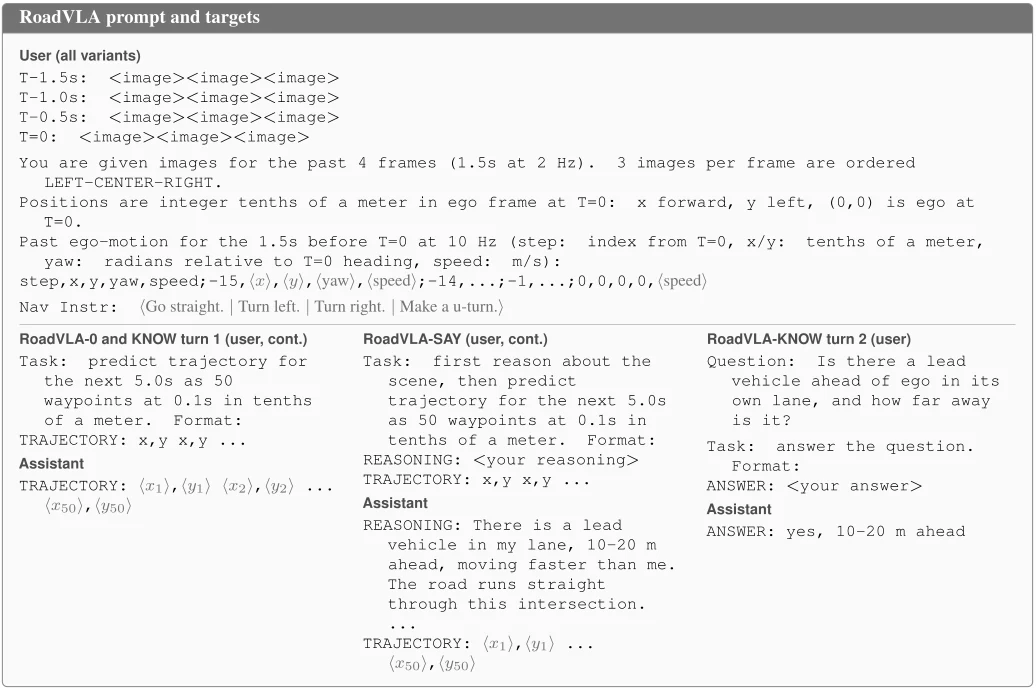 RoadVLA prompt and targets
User (all variants)
T-1.5s: <image><image><image>
T-1.0s: <image><image><image>
T-0.5s: <image><image><image>
T=0: <image><image><image>
You are given images for the past 4 frames (1.5s at 2 Hz). 3 images per frame are ordered
LEFT-CENTER-RIGHT.
Positions are integer tenths of a meter in ego frame at T=0: x forward, y left, (0,0) is ego at
T=0.
Past ego-motion for the 1.5s before T=0 at 10 Hz (step: index from T=0, x/y: tenths of a meter,
yaw: radians relative to T=0 heading, speed: m/s):
step,x,y,yaw,speed;-15,⟨x⟩,⟨y⟩,⟨yaw⟩,⟨speed⟩;-14,...;-1,...;0,0,0,0,⟨speed⟩
Nav Instr: ⟨Go straight. | Turn left. | Turn right. | Make a u-turn.⟩
RoadVLA-0 and KNOW turn 1 (user, cont.)
Task: predict trajectory for
the next 5.0s as 50
waypoints at 0.1s in tenths
of a meter. Format:
TRAJECTORY: x,y x,y ...
Assistant
TRAJECTORY: ⟨x₁⟩,⟨y₁⟩ ⟨x₂⟩,⟨y₂⟩ ...
⟨x₅₀⟩,⟨y₅₀⟩
RoadVLA-SAY (user, cont.)
Task: first reason about the
scene, then predict
trajectory for the next 5.0s
as 50 waypoints at 0.1s in
tenths of a meter. Format:
REASONING: <your reasoning>
TRAJECTORY: x,y x,y ...
Assistant
REASONING: There is a lead
vehicle in my lane, 10-20 m
ahead, moving faster than me.
The road runs straight
through this intersection.
...
TRAJECTORY: ⟨x₁⟩,⟨y₁⟩ ...
⟨x₅₀⟩,⟨y₅₀⟩
RoadVLA-KNOW turn 2 (user)
Question: Is there a lead
vehicle ahead of ego in its
own lane, and how far away
is it?
Task: answer the question.
Format:
ANSWER: <your answer>
Assistant
ANSWER: yes, 10-20 m ahead